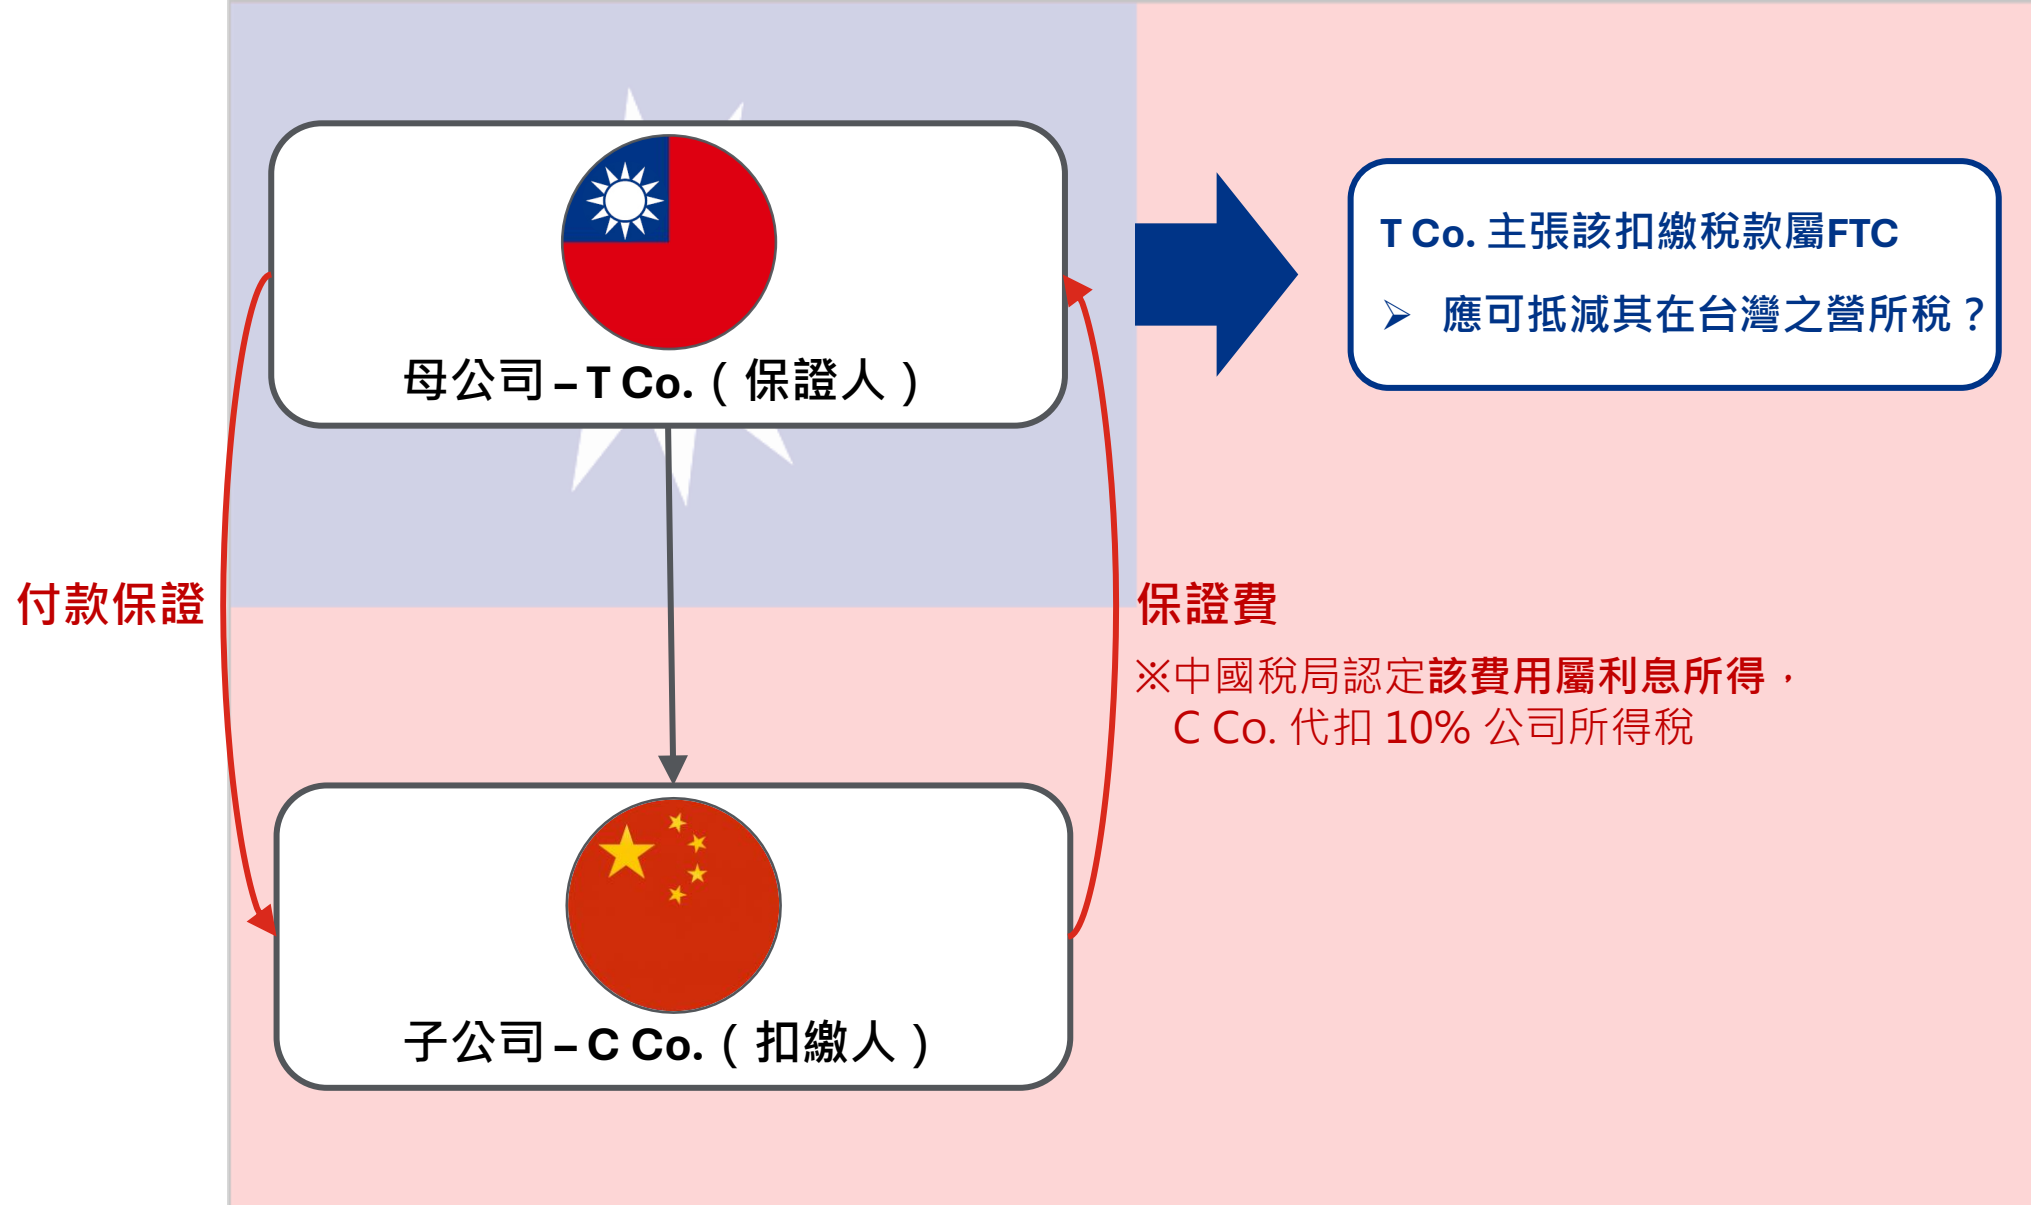 母公司 – T Co.（保證人）
T Co. 主張該扣繳稅款屬FTC
➢ 應可抵減其在台灣之營所稅？
付款保證
保證費
※中國稅局認定該費用屬利息所得，
C Co. 代扣 10% 公司所得稅
子公司 – C Co.（扣繳人）